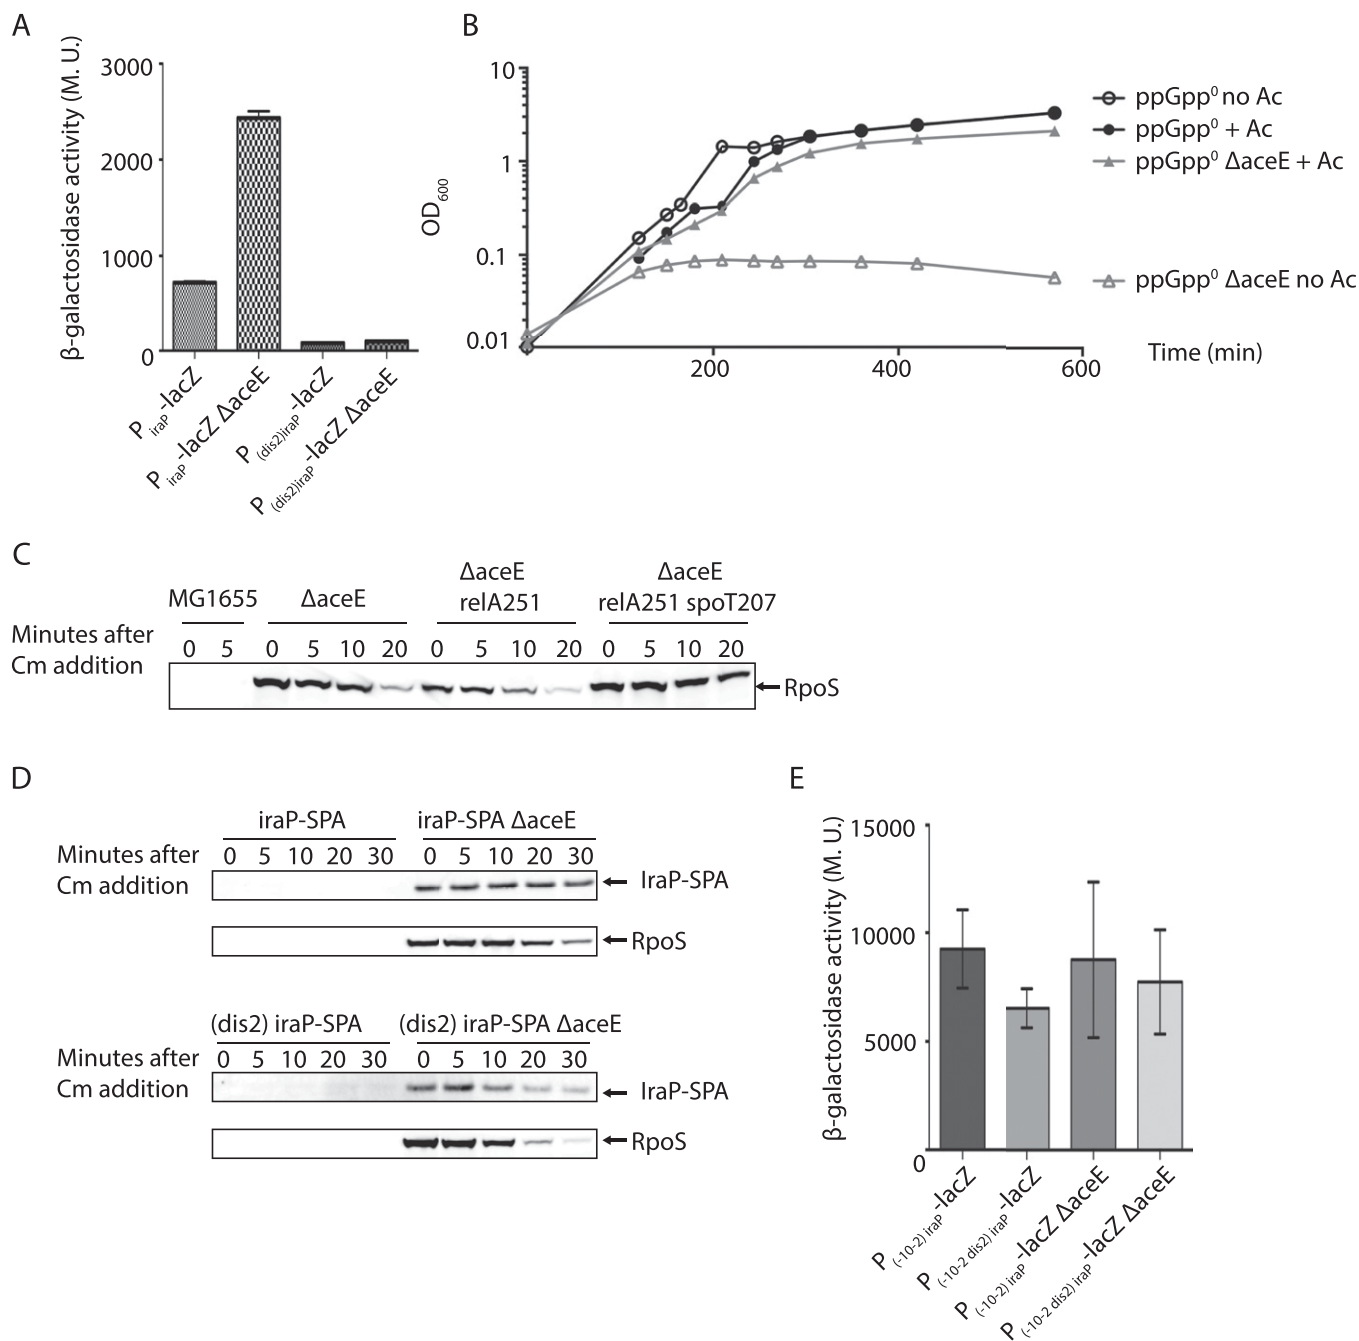 A
β-galactosidase activity (M. U.)
3000
2000
1000
0
P iraP -lacZ
P iraP -lacZ ΔaceE
P (dis2)iraP -lacZ
P (dis2)iraP -lacZ ΔaceE
B
OD600
10
1
0.1
0.01
200
400
600
Time (min)
ppGpp⁰ no Ac
ppGpp⁰ + Ac
ppGpp⁰ ΔaceE + Ac
ppGpp⁰ ΔaceE no Ac
C
MG1655
ΔaceE
ΔaceE
relA251
ΔaceE
relA251 spoT207
Minutes after
Cm addition
0 5 0 5 10 20 0 5 10 20 0 5 10 20
RpoS
D
iraP-SPA
iraP-SPA ΔaceE
Minutes after
Cm addition
0 5 10 20 30 0 5 10 20 30
IraP-SPA
RpoS
(dis2) iraP-SPA
(dis2) iraP-SPA ΔaceE
Minutes after
Cm addition
0 5 10 20 30 0 5 10 20 30
IraP-SPA
RpoS
E
β-galactosidase activity (M. U.)
15000
10000
5000
0
P (-10-2) iraP -lacZ
P (-10-2 dis2) iraP -lacZ
P (-10-2) iraP -lacZ ΔaceE
P (-10-2 dis2) iraP -lacZ ΔaceE